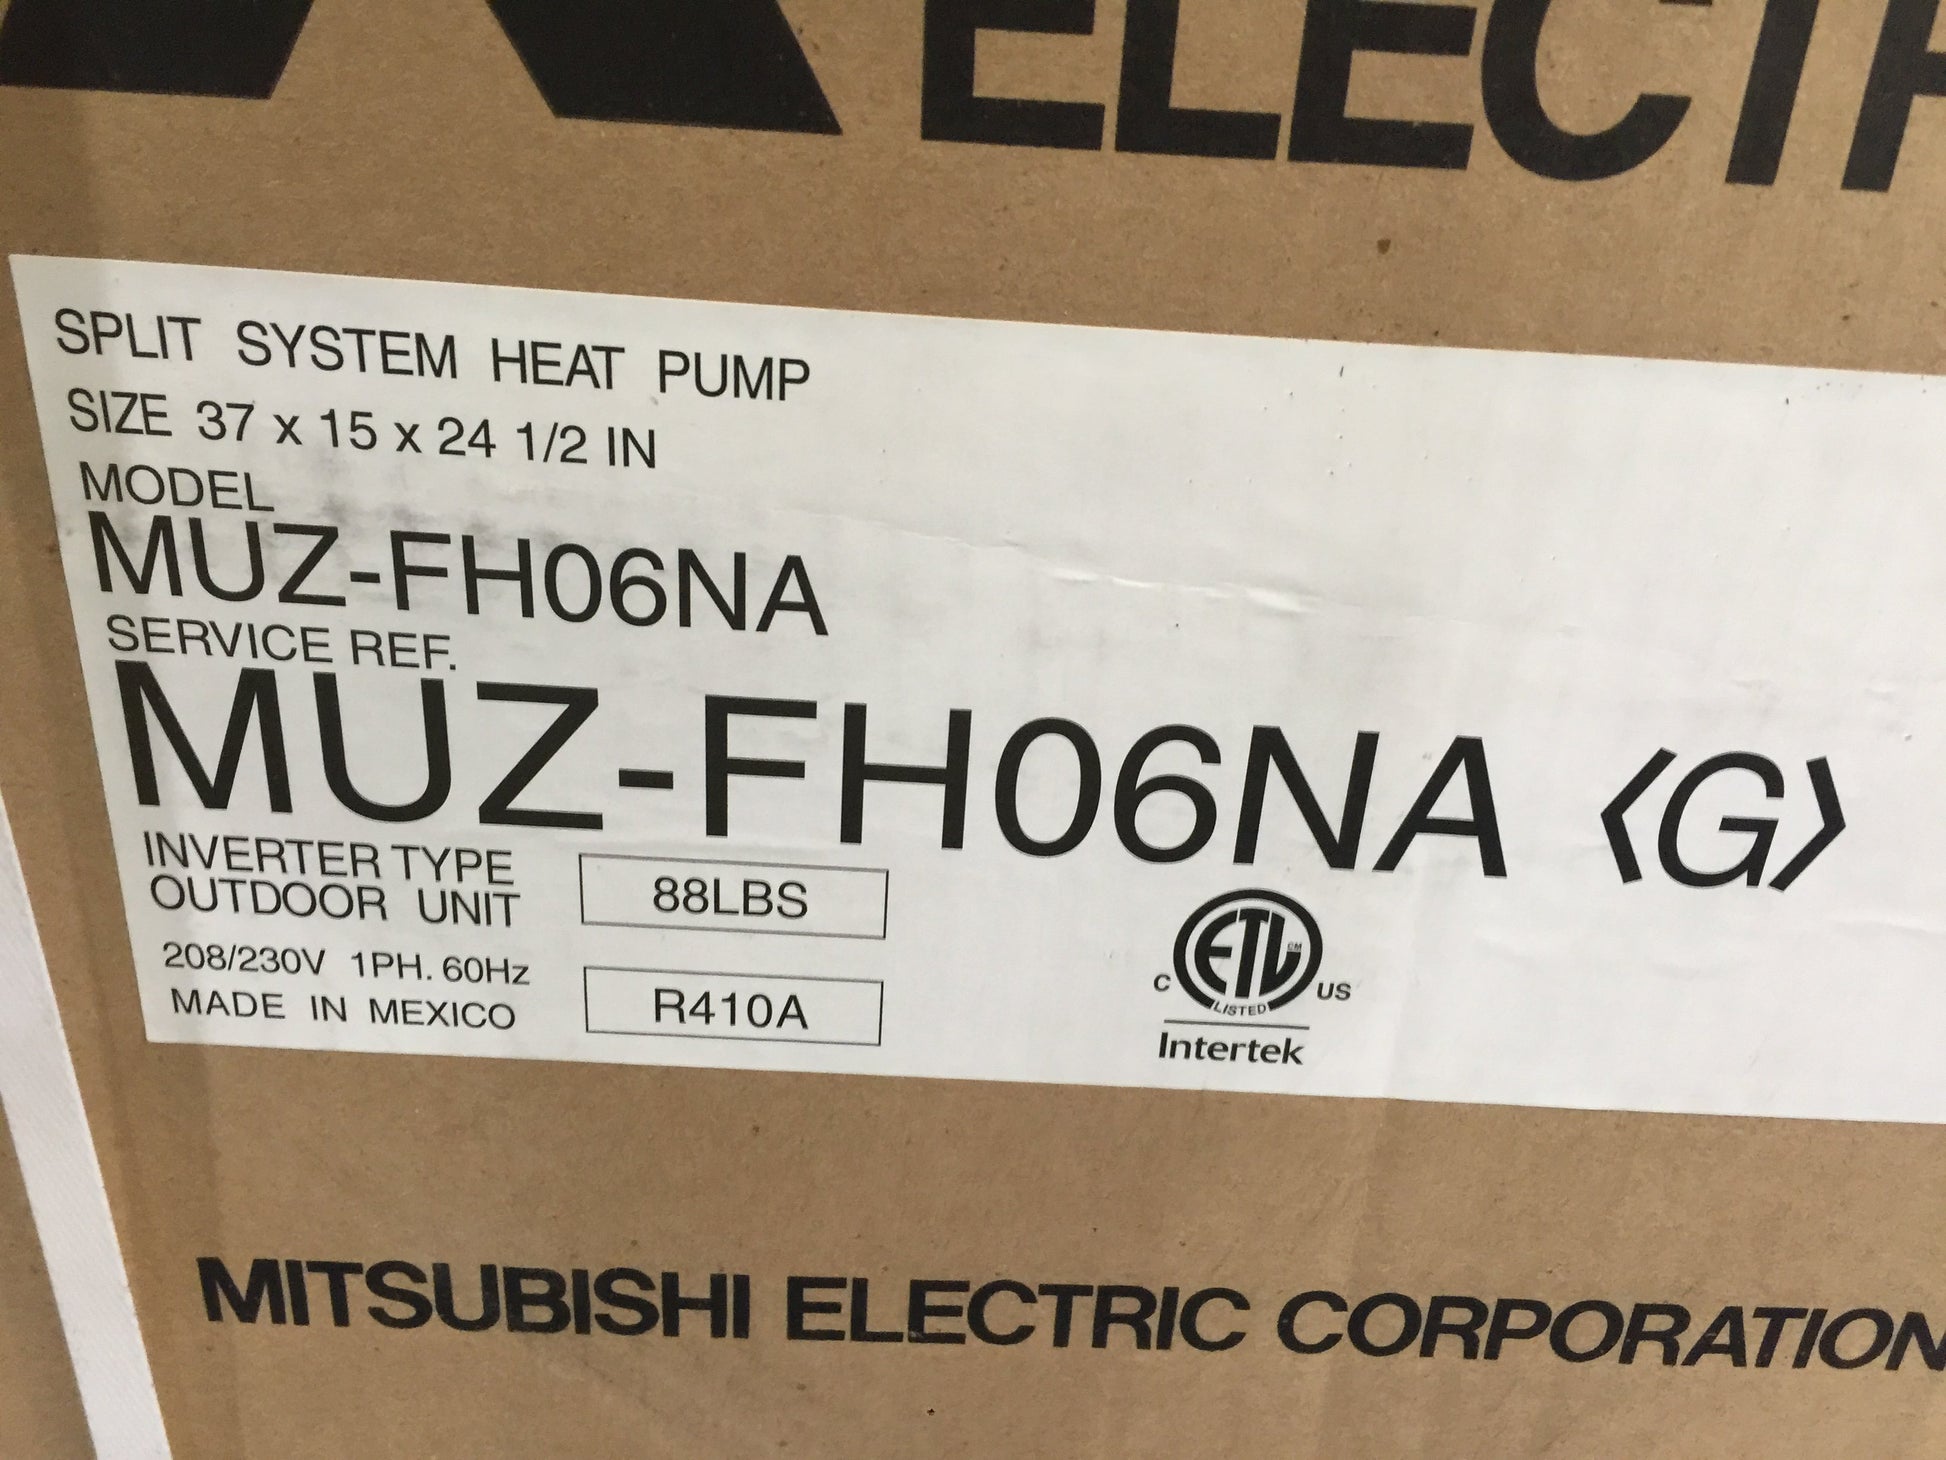 ELECTR
SPLIT SYSTEM HEAT PUMP
SIZE 37 x 15 x 24 1/2 IN
MODEL
MUZ-FH06NA
SERVICE REF.
MUZ-FH06NA 〈G〉
INVERTER TYPE
OUTDOOR UNIT
88LBS
208/230V 1PH. 60Hz
MADE IN MEXICO
R410A
ETL CM
C US
LISTED
Intertek
MITSUBISHI ELECTRIC CORPORATION